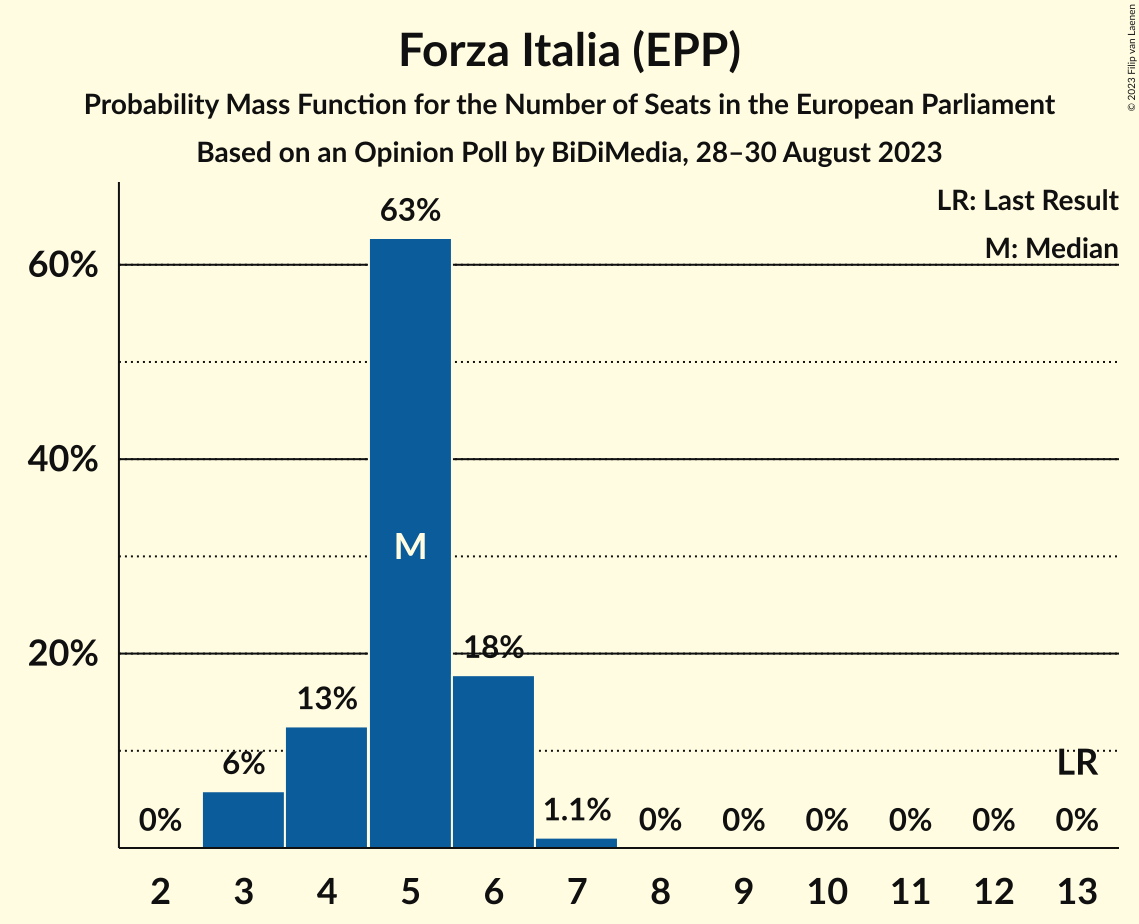 Forza Italia (EPP)
Probability Mass Function for the Number of Seats in the European Parliament
Based on an Opinion Poll by BiDiMedia, 28–30 August 2023
© 2023 Filip van Laenen
LR: Last Result
M: Median
60%
40%
20%
0%
6%
13%
63%
M
18%
1.1%
0%
0%
0%
0%
0%
LR
0%
2 3 4 5 6 7 8 9 10 11 12 13